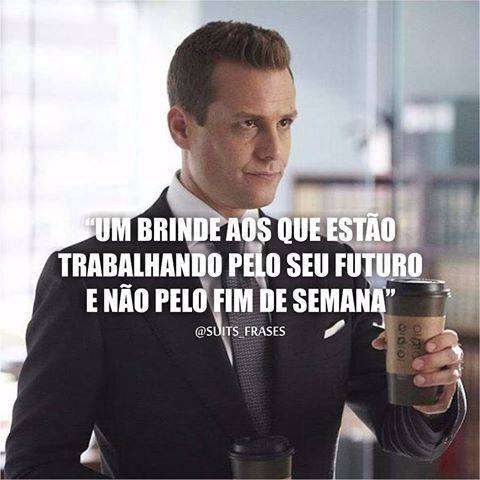 “UM BRINDE AOS QUE ESTÃO
TRABALHANDO PELO SEU FUTURO
E NÃO PELO FIM DE SEMANA”
@SUITS_FRASES